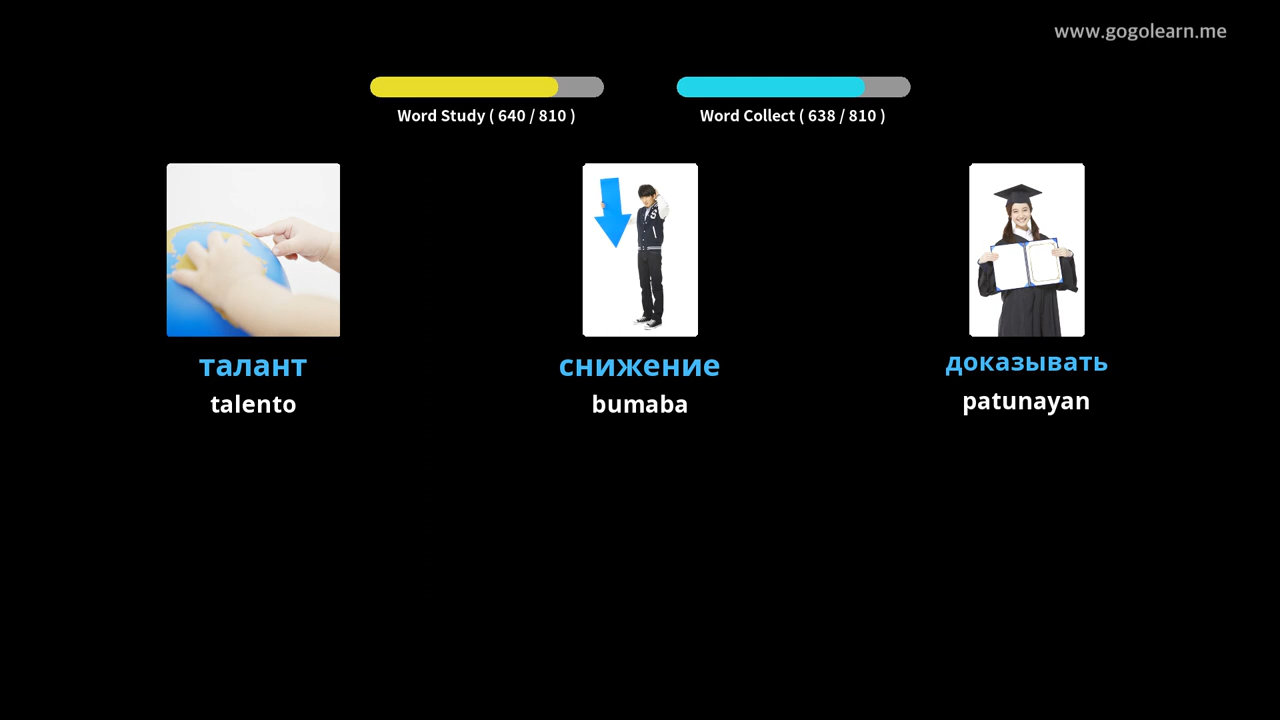 www.gogolearn.me
Word Study ( 640 / 810 )
Word Collect ( 638 / 810 )
талант
talento
снижение
bumaba
доказывать
patunayan